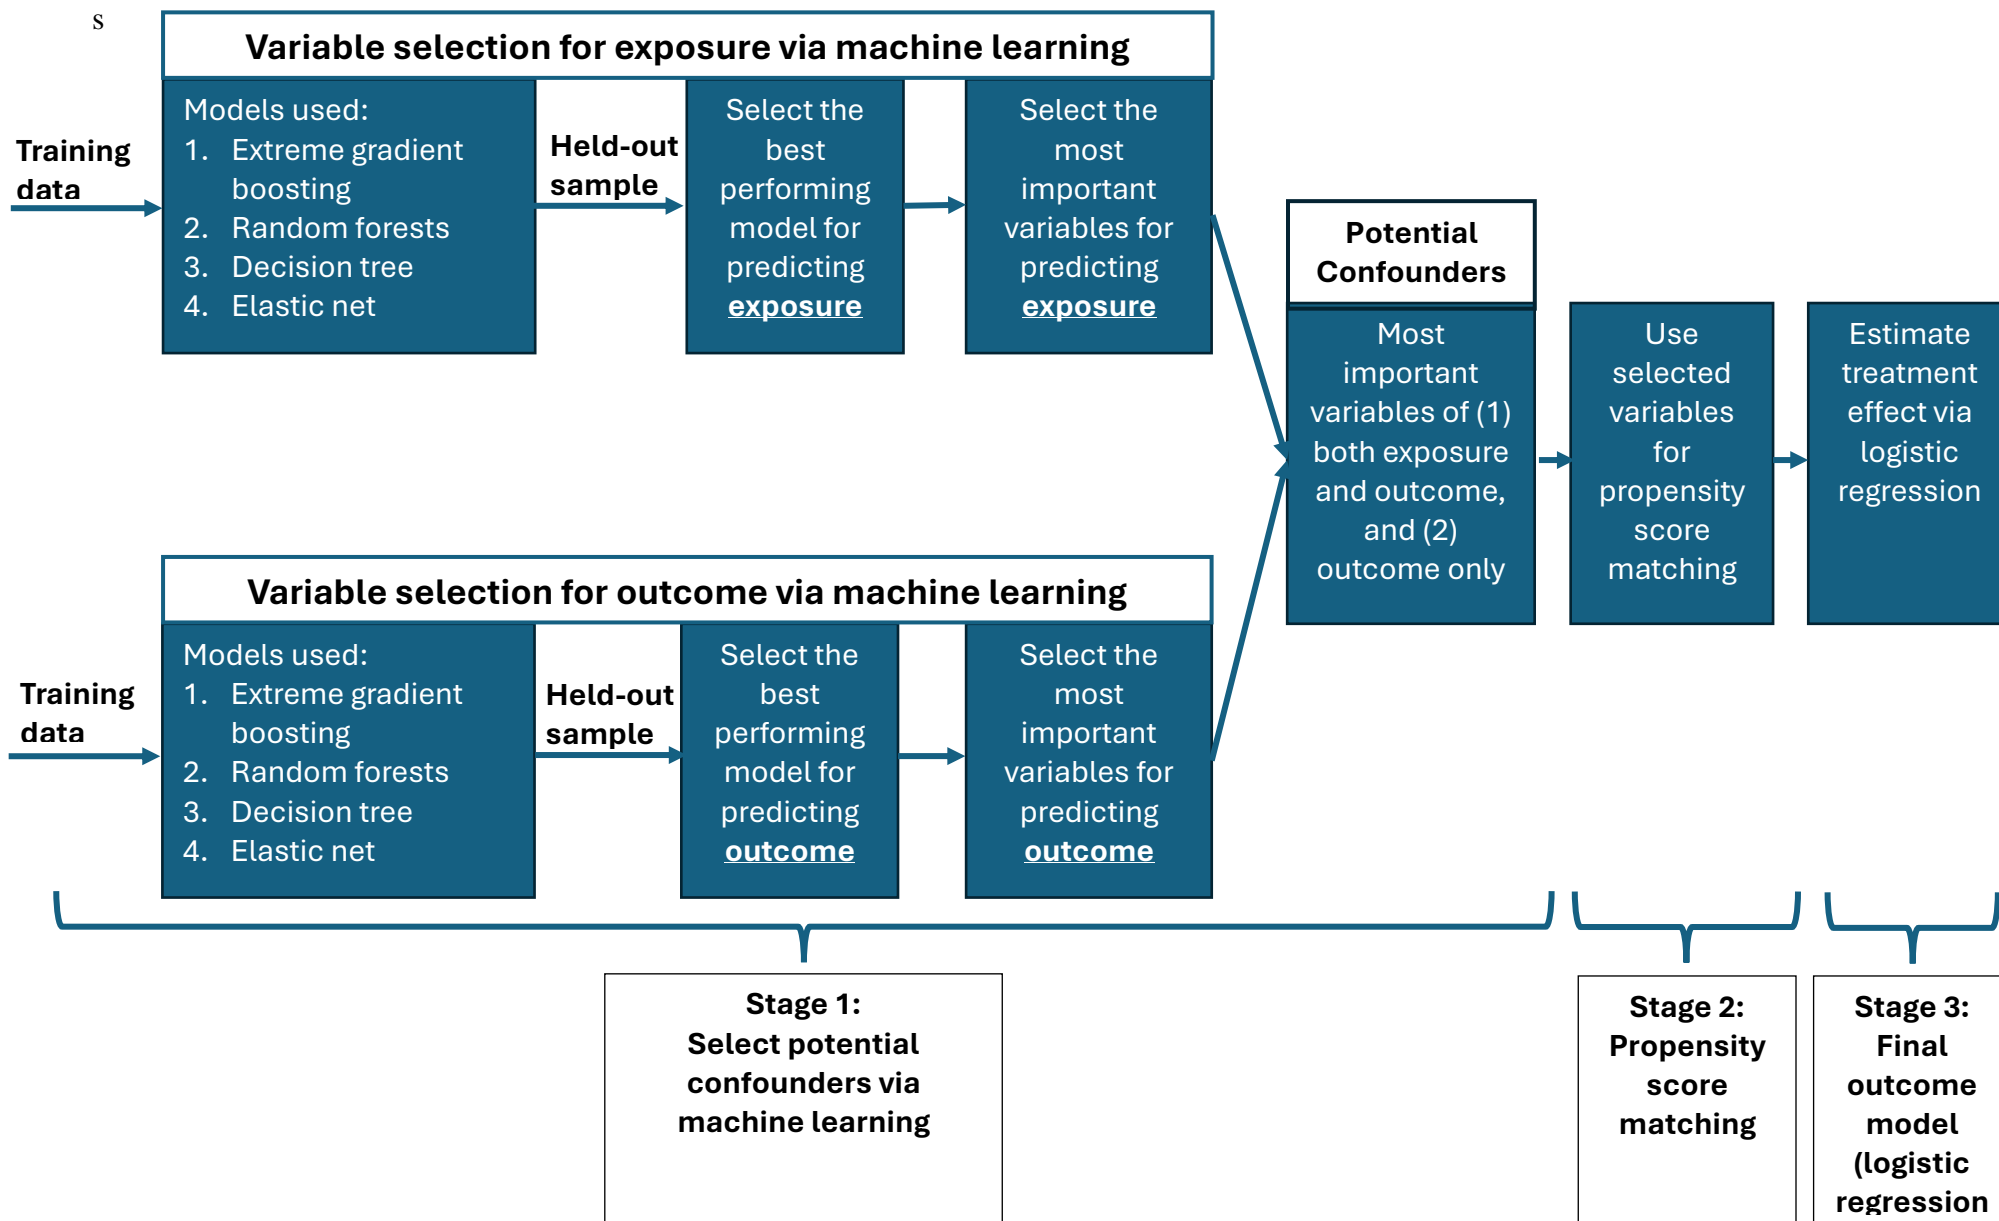 s
Variable selection for exposure via machine learning
Training
data
Models used:
1. Extreme gradient
boosting
2. Random forests
3. Decision tree
4. Elastic net
Held-out
sample
Select the
best
performing
model for
predicting
exposure
Select the
most
important
variables for
predicting
exposure
Potential
Confounders
Most
important
variables of (1)
both exposure
and outcome,
and (2)
outcome only
Use
selected
variables
for
propensity
score
matching
Estimate
treatment
effect via
logistic
regression
Variable selection for outcome via machine learning
Training
data
Models used:
1. Extreme gradient
boosting
2. Random forests
3. Decision tree
4. Elastic net
Held-out
sample
Select the
best
performing
model for
predicting
outcome
Select the
most
important
variables for
predicting
outcome
Stage 1:
Select potential
confounders via
machine learning
Stage 2:
Propensity
score
matching
Stage 3:
Final
outcome
model
(logistic
regression